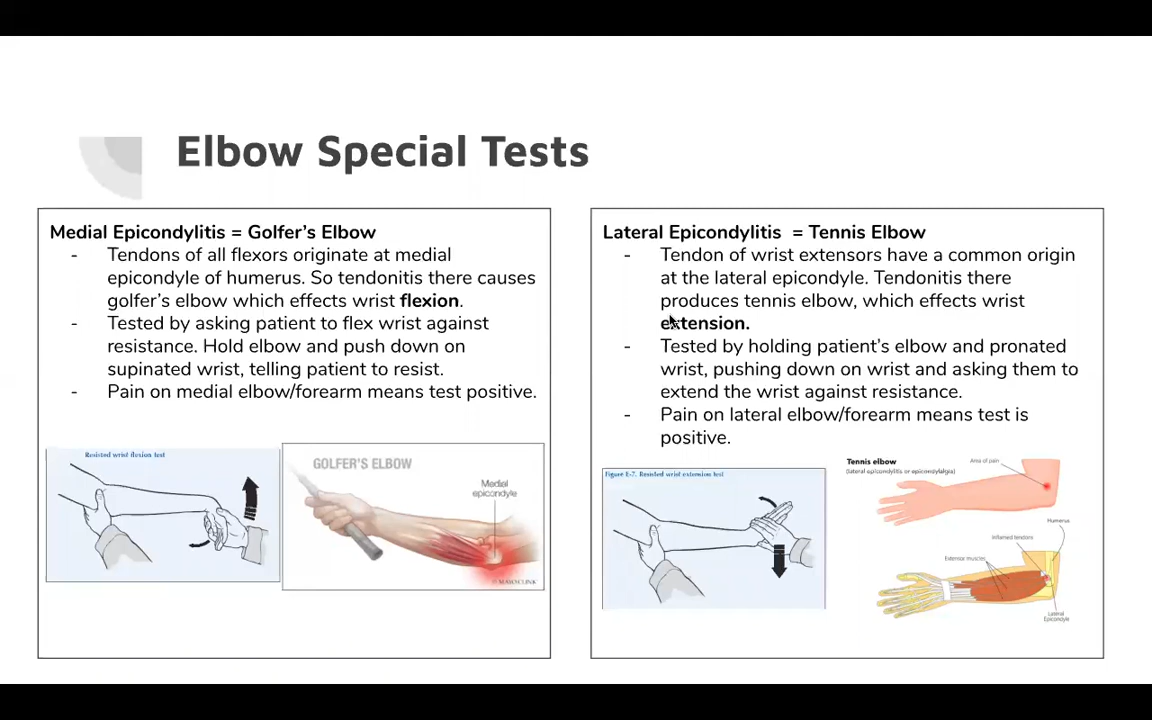 Elbow Special Tests
Medial Epicondylitis = Golfer's Elbow
- Tendons of all flexors originate at medial
epicondyle of humerus. So tendonitis there causes
golfer's elbow which effects wrist flexion.
- Tested by asking patient to flex wrist against
resistance. Hold elbow and push down on
supinated wrist, telling patient to resist.
- Pain on medial elbow/forearm means test positive.
Resisted wrist flexion test
GOLFER'S ELBOW
Medial
epicondyle
© MAYO CLINIC
Lateral Epicondylitis = Tennis Elbow
- Tendon of wrist extensors have a common origin
at the lateral epicondyle. Tendonitis there
produces tennis elbow, which effects wrist
extension.
- Tested by holding patient's elbow and pronated
wrist, pushing down on wrist and asking them to
extend the wrist against resistance.
- Pain on lateral elbow/forearm means test is
positive.
Figure E-7. Resisted wrist extension test
Tennis elbow
(lateral epicondylitis or epicondylalgia)
Area of pain
Humerus
Inflamed tendons
Extensor muscles
Lateral
Epicondyle